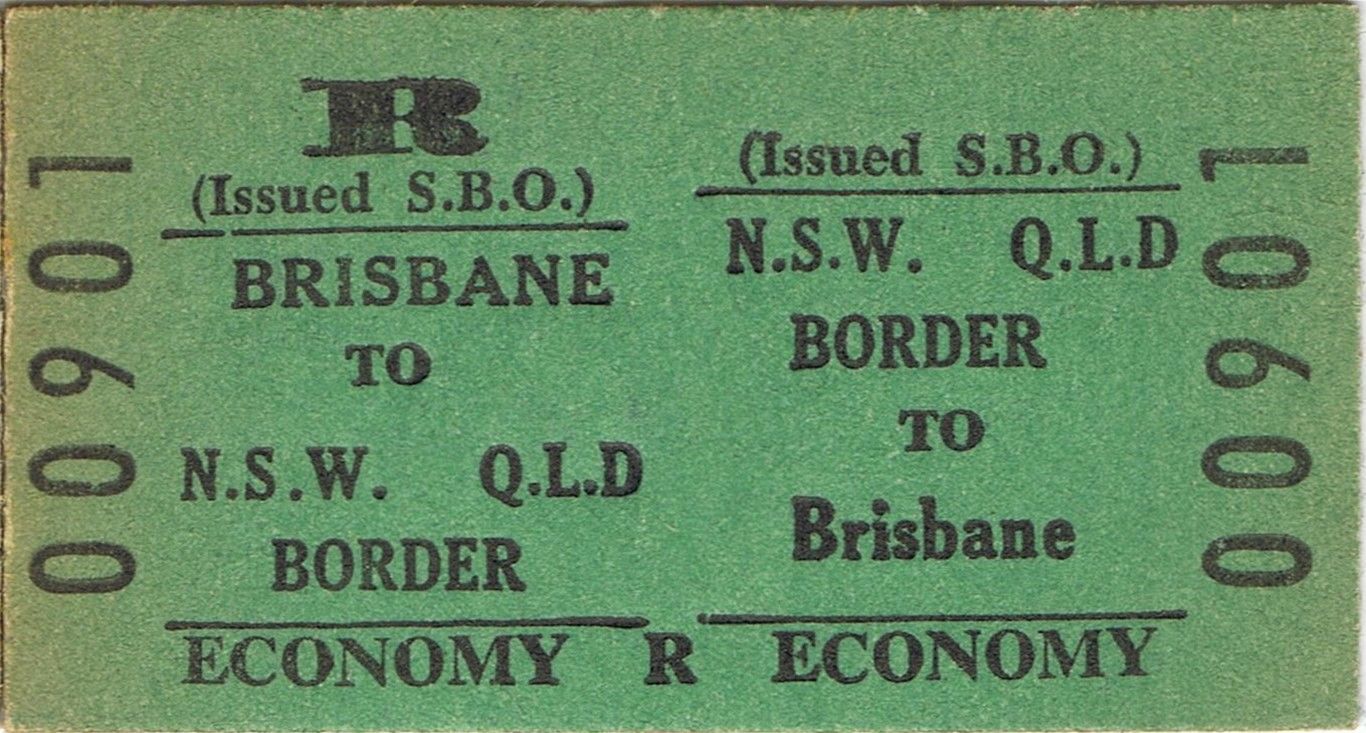 00901
R
(Issued S.B.O.)
BRISBANE
TO
N.S.W. Q.L.D
BORDER
ECONOMY R ECONOMY
(Issued S.B.O.)
N.S.W. Q.L.D
BORDER
TO
Brisbane
00901